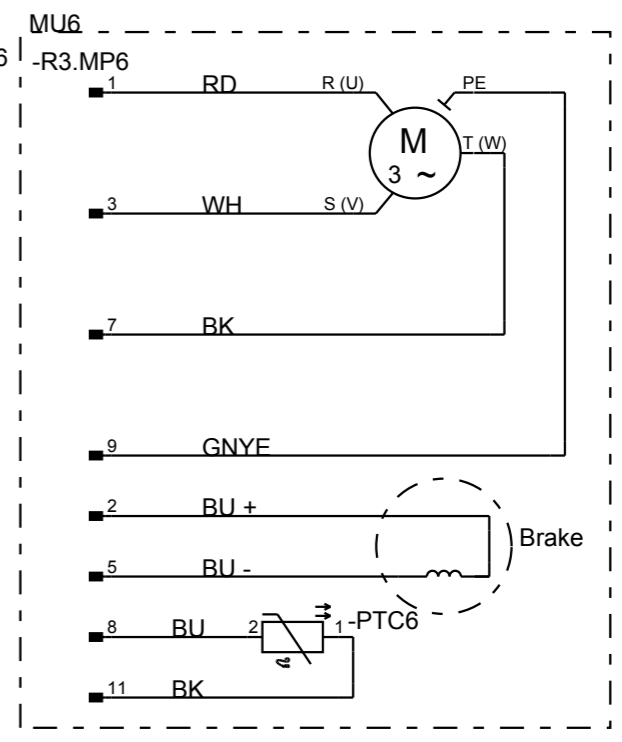 MU6
6
-R3.MP6
1 RD R (U) PE
M
3 ~
T (W)
3 WH S (V)
7 BK
9 GNYE
2 BU +
Brake
5 BU -
-PTC6
8 BU 2 1
11 BK